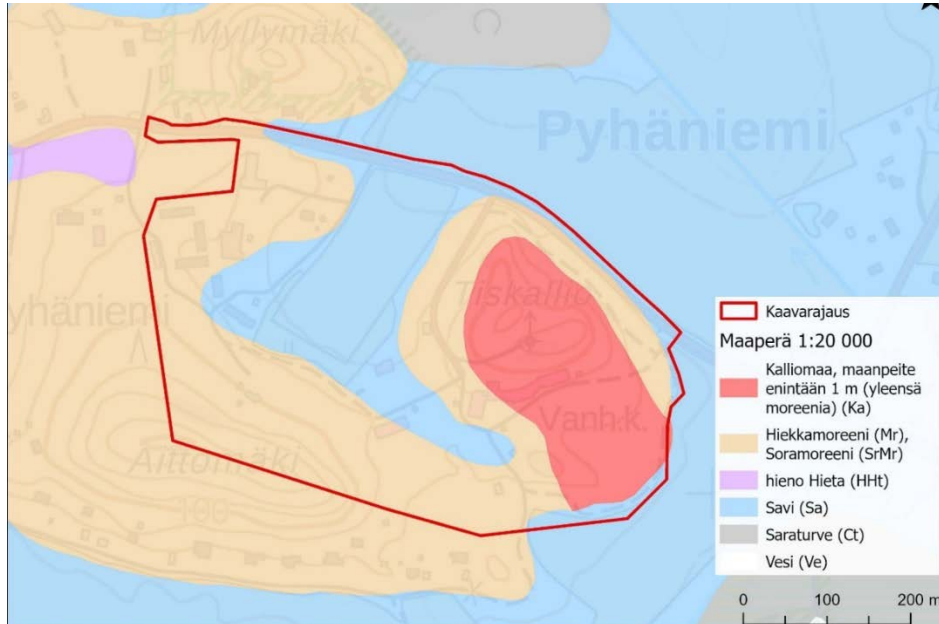 Myllymäki
Pyhäniemi
Tiskallio
yhäniemi
Vanh.k.
Aittomäki
Kaavarajaus
Maaperä 1:20 000
Kalliomaa, maanpeite
enintään 1 m (yleensä
moreenia) (Ka)
Hiekkamoreeni (Mr),
Soramoreeni (SrMr)
hieno Hieta (HHt)
Savi (Sa)
Saraturve (Ct)
Vesi (Ve)
0 100 200 m